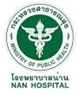 กระทรวงสาธารณสุข
MINISTRY OF PUBLIC HEALTH
โรงพยาบาลน่าน
NAN HOSPITAL